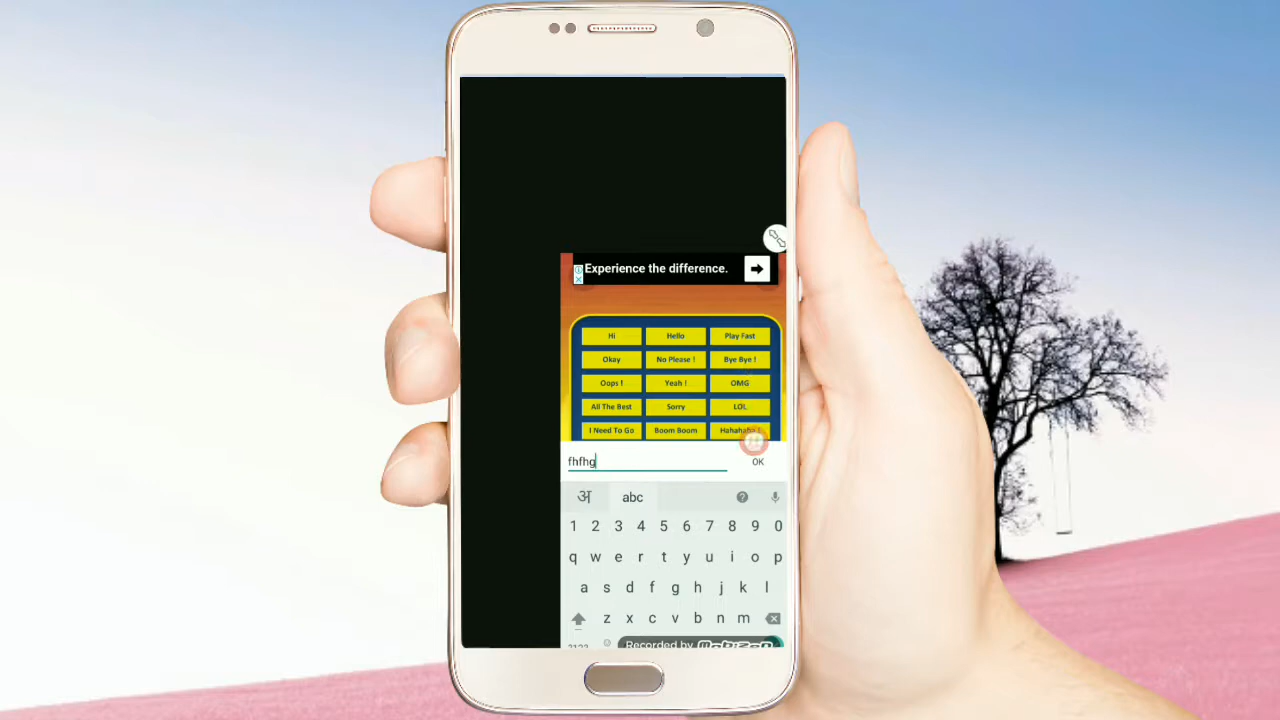 Experience the difference.
Hi Hello Play Fast
Okay No Please ! Bye Bye !
Oops ! Yeah ! OMG
All The Best Sorry LOL
I Need To Go Boom Boom
fhfhg OK
अ abc
1 2 3 4 5 6 7 8 9 0
q w e r t y u i o p
a s d f g h j k l
z x c v b n m
Recorded by